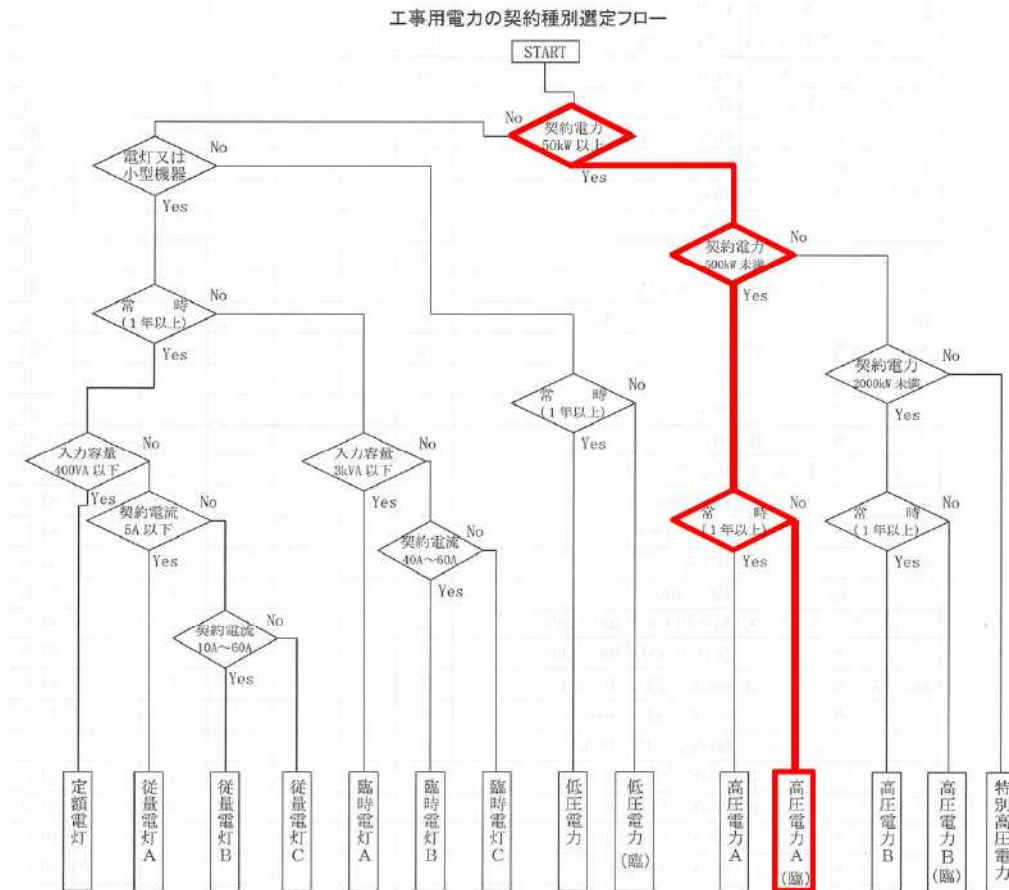 工事用電力の契約種別選定フロー
START
No
契約電力
50kW 以上
Yes
電灯又は
小型機器
No
Yes
契約電力
500kW 未満
No
Yes
常 時
(1年以上)
No
Yes
契約電力
2000kW 未満
No
Yes
常 時
(1年以上)
No
Yes
入力容量
400VA 以下
No
Yes
入力容量
3kVA 以下
No
Yes
契約電流
5A 以下
No
Yes
契約電流
40A～60A
No
Yes
常 時
(1年以上)
No
Yes
常 時
(1年以上)
No
Yes
契約電流
10A～60A
No
Yes
定額電灯
従量電灯A
従量電灯B
従量電灯C
臨時電灯A
臨時電灯B
臨時電灯C
低圧電力
低圧電力(臨)
高圧電力A
高圧電力A(臨)
高圧電力B
高圧電力B(臨)
特別高圧電力